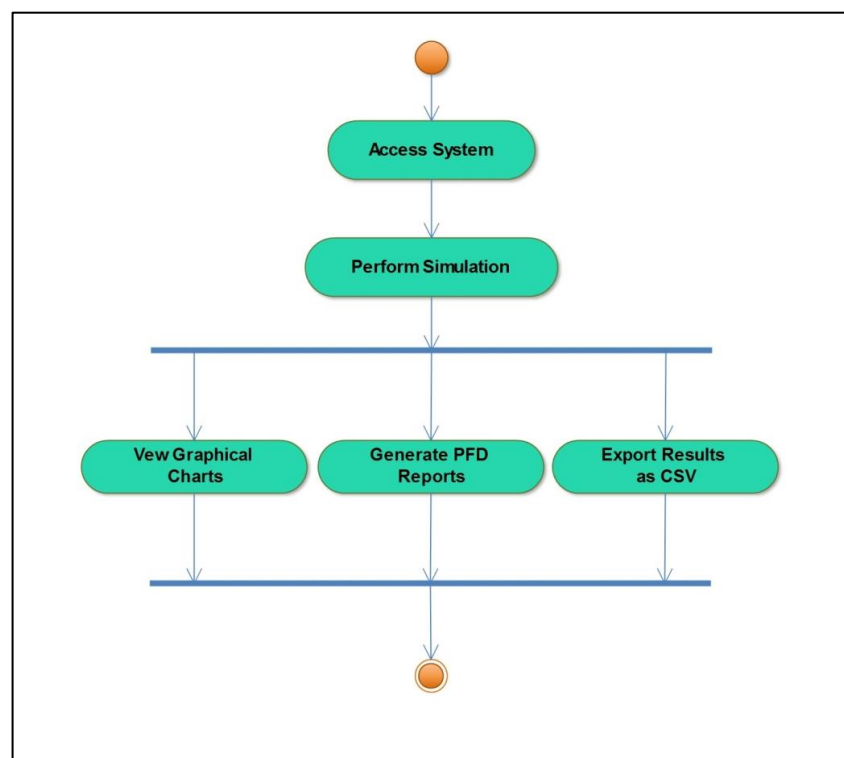 Access System
Perform Simulation
Vew Graphical
Charts
Generate PFD
Reports
Export Results
as CSV